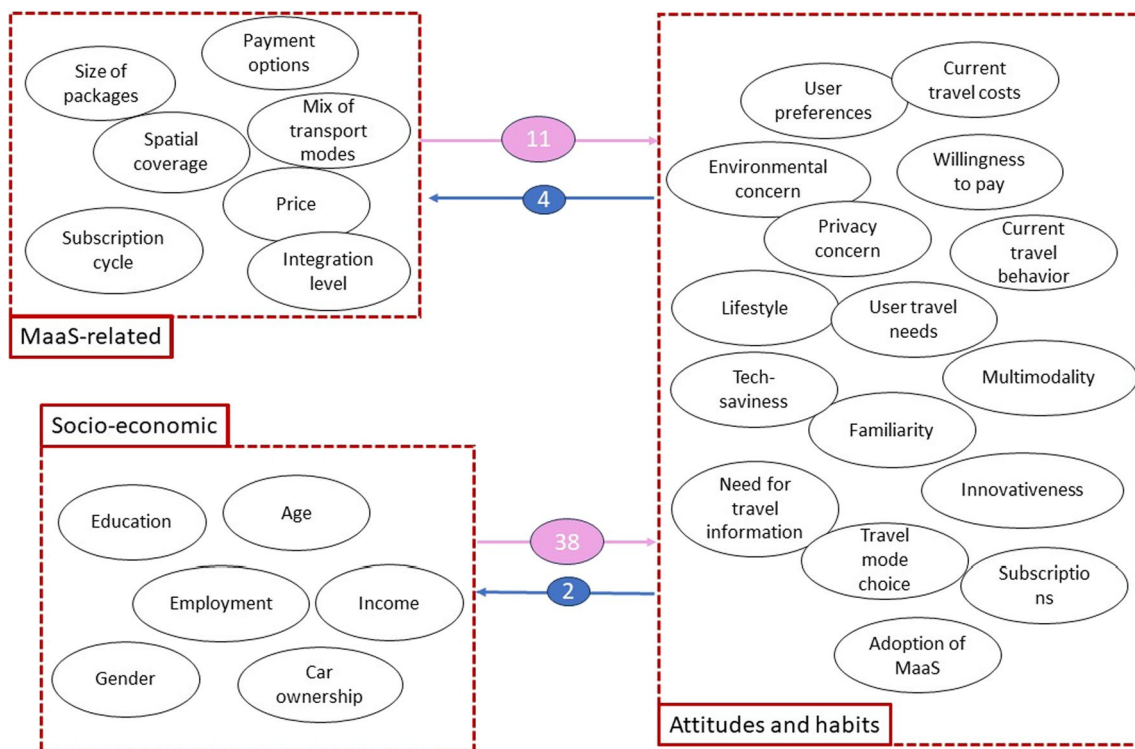 Payment
options
Size of
packages
Mix of
transport
modes
Spatial
coverage
Price
Subscription
cycle
Integration
level
MaaS-related
11
4
User
preferences
Current
travel costs
Environmental
concern
Willingness
to pay
Privacy
concern
Current
travel
behavior
Lifestyle
User travel
needs
Tech-
saviness
Multimodality
Familiarity
Need for
travel
information
Innovativeness
Travel
mode
choice
Subscriptio
ns
Adoption of
MaaS
Attitudes and habits
Socio-economic
Education
Age
Employment
Income
Gender
Car
ownership
38
2